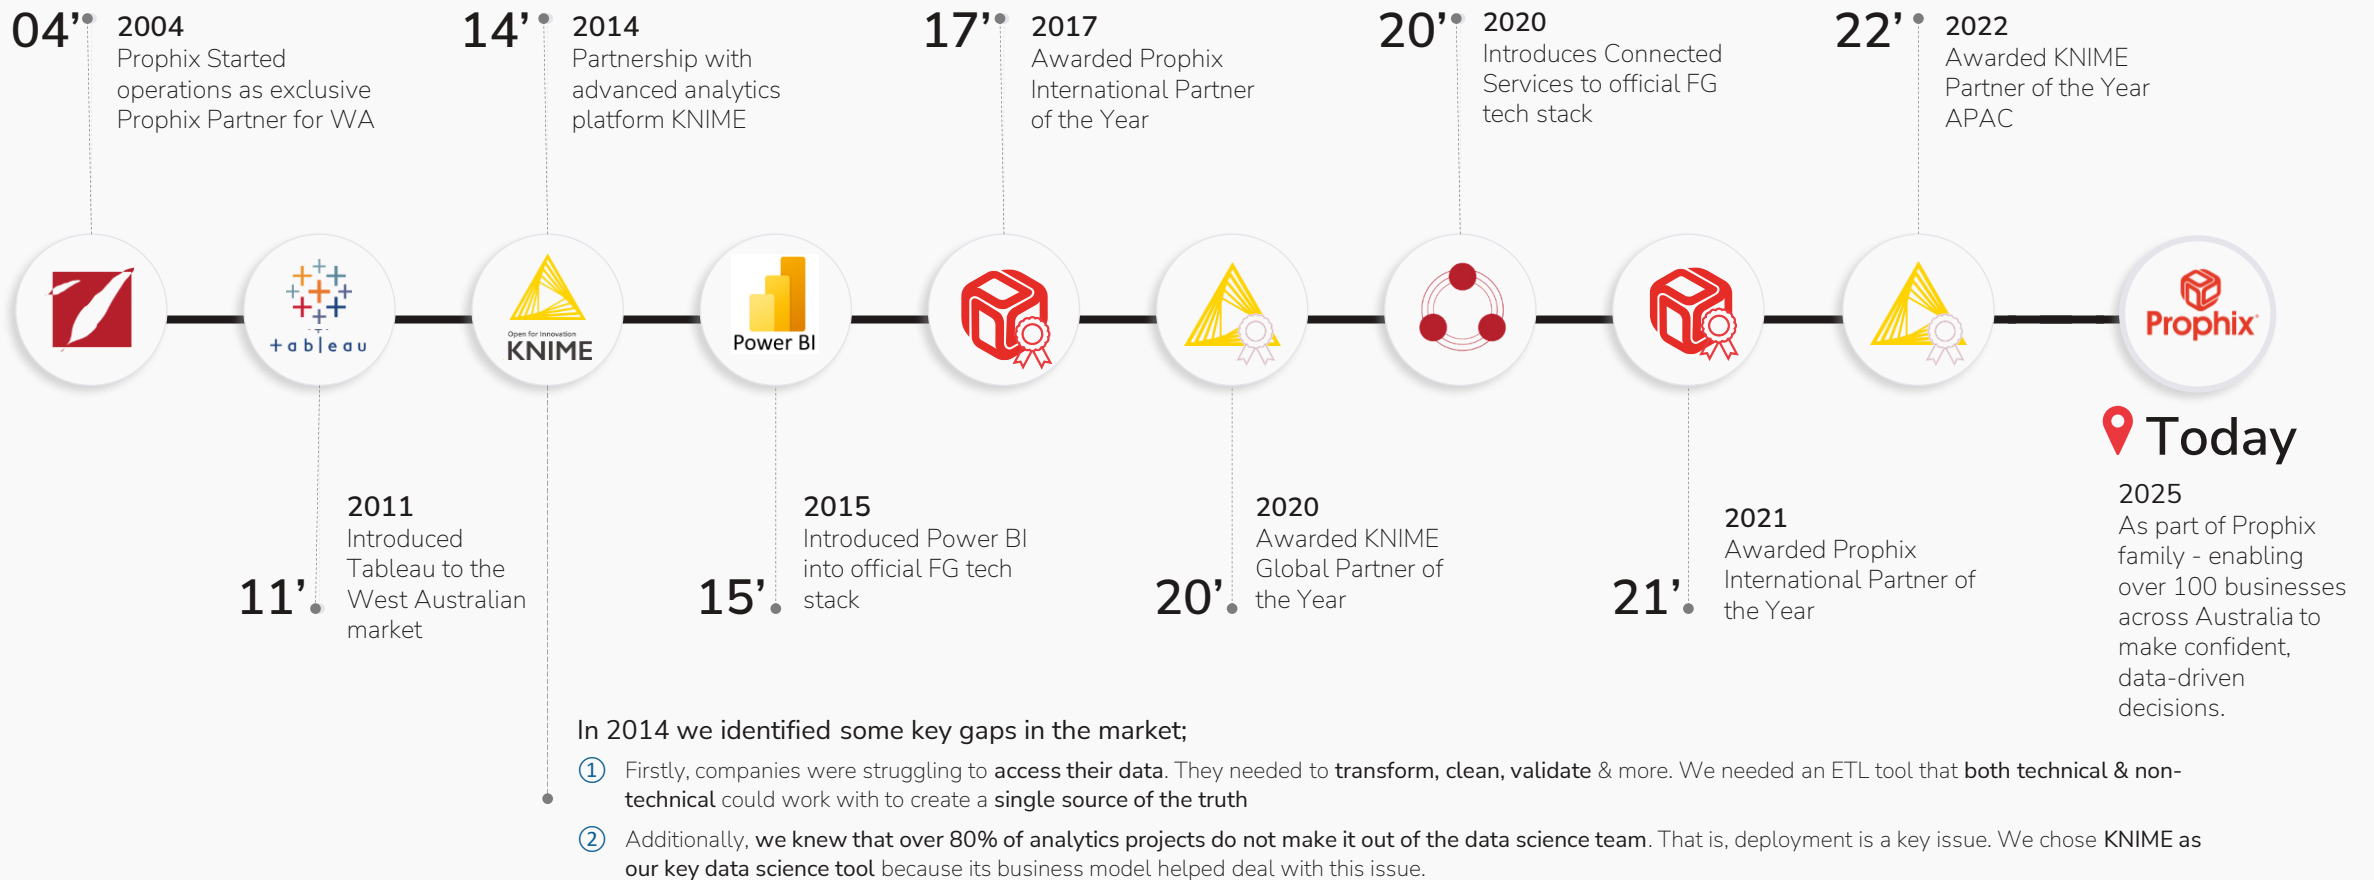 04’
2004
Prophix Started
operations as exclusive
Prophix Partner for WA
14’
2014
Partnership with
advanced analytics
platform KNIME
17’
2017
Awarded Prophix
International Partner
of the Year
20’
2020
Introduces Connected
Services to official FG
tech stack
22’
2022
Awarded KNIME
Partner of the Year
APAC
+ableau
Open for Innovation
KNIME
Power BI
Prophix
Today
11’
2011
Introduced
Tableau to the
West Australian
market
15’
2015
Introduced Power BI
into official FG tech
stack
20’
2020
Awarded KNIME
Global Partner of
the Year
21’
2021
Awarded Prophix
International Partner of
the Year
2025
As part of Prophix
family - enabling
over 100 businesses
across Australia to
make confident,
data-driven
decisions.
In 2014 we identified some key gaps in the market;
1 Firstly, companies were struggling to access their data. They needed to transform, clean, validate & more. We needed an ETL tool that both technical & non-
technical could work with to create a single source of the truth
2 Additionally, we knew that over 80% of analytics projects do not make it out of the data science team. That is, deployment is a key issue. We chose KNIME as
our key data science tool because its business model helped deal with this issue.